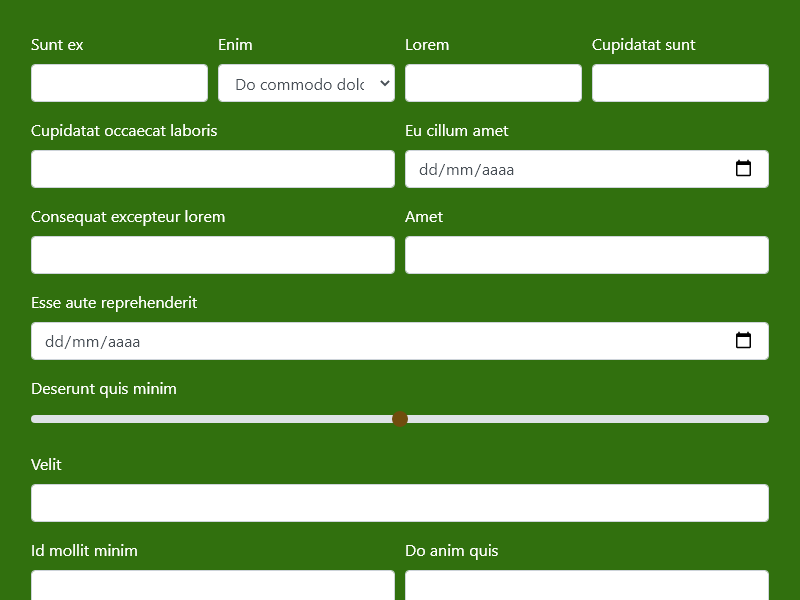 Sunt ex
Enim
Lorem
Cupidatat sunt
Do commodo
Cupidatat occaecat laboris
Eu cillum amet
dd/mm/aaaa
Consequat excepteur lorem
Amet
Esse aute reprehenderit
dd/mm/aaaa
Deserunt quis minim
Velit
Id mollit minim
Do anim quis